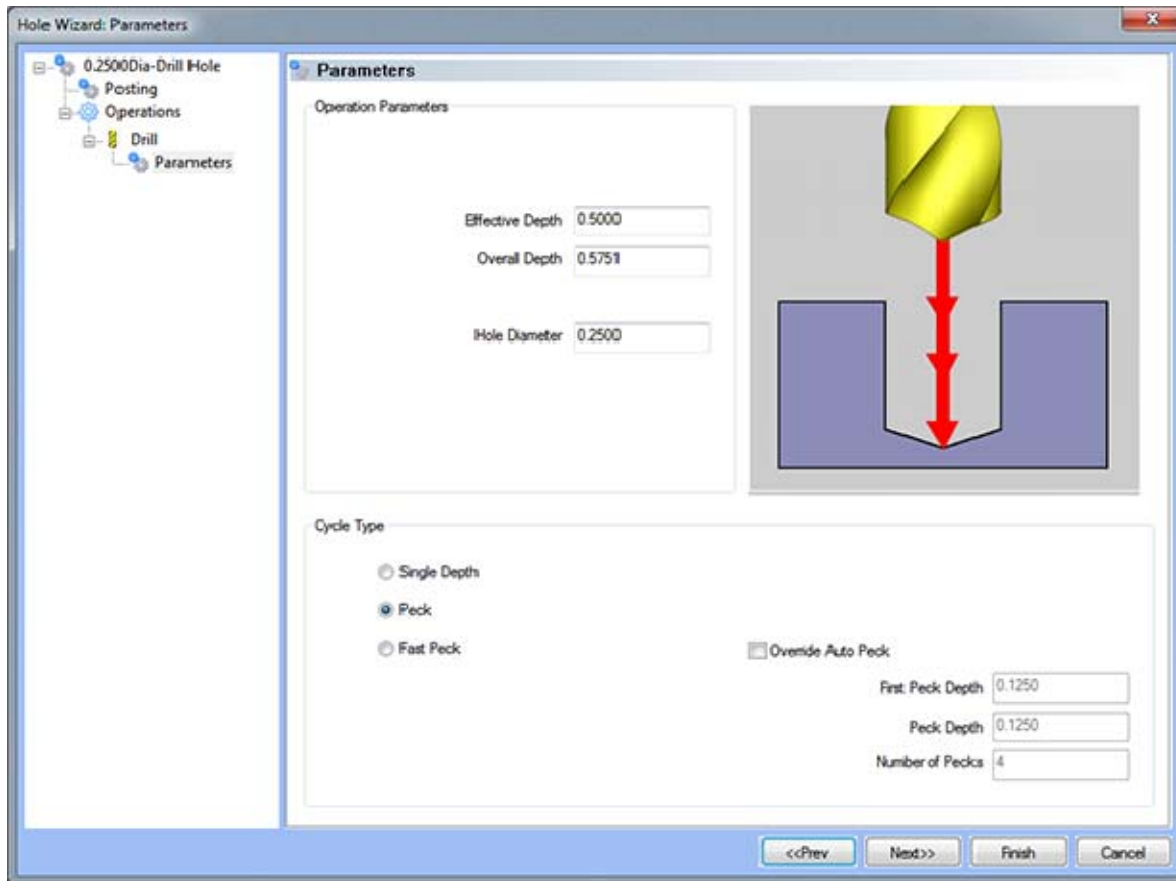 Hole Wizard: Parameters
0.2500Dia-Drill Hole
Posting
Operations
Drill
Parameters
Parameters
Operation Parameters
Effective Depth 0.5000
Overall Depth 0.5751
Hole Diameter 0.2500
Cycle Type
Single Depth
Peck
Fast Peck
Override Auto Peck
First Peck Depth 0.1250
Peck Depth 0.1250
Number of Pecks 4
<<Prev
Next>>
Finish
Cancel